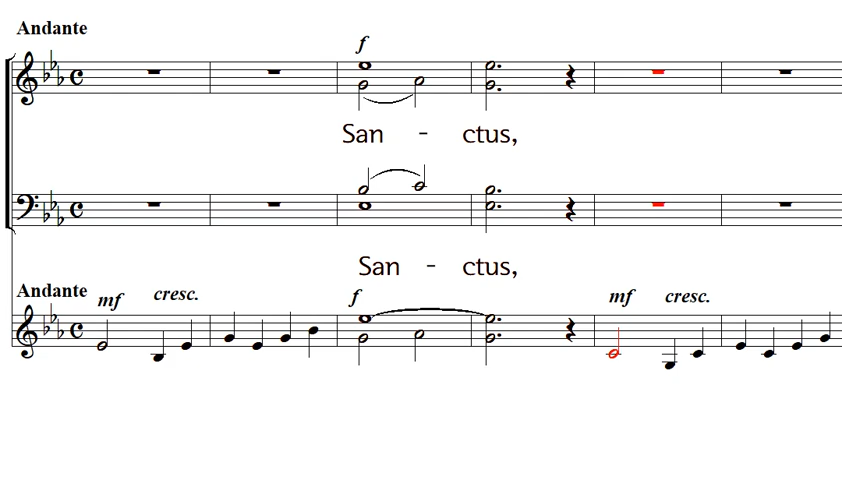 Andante
f
San - ctus,
San - ctus,
Andante mf cresc. f mf cresc.